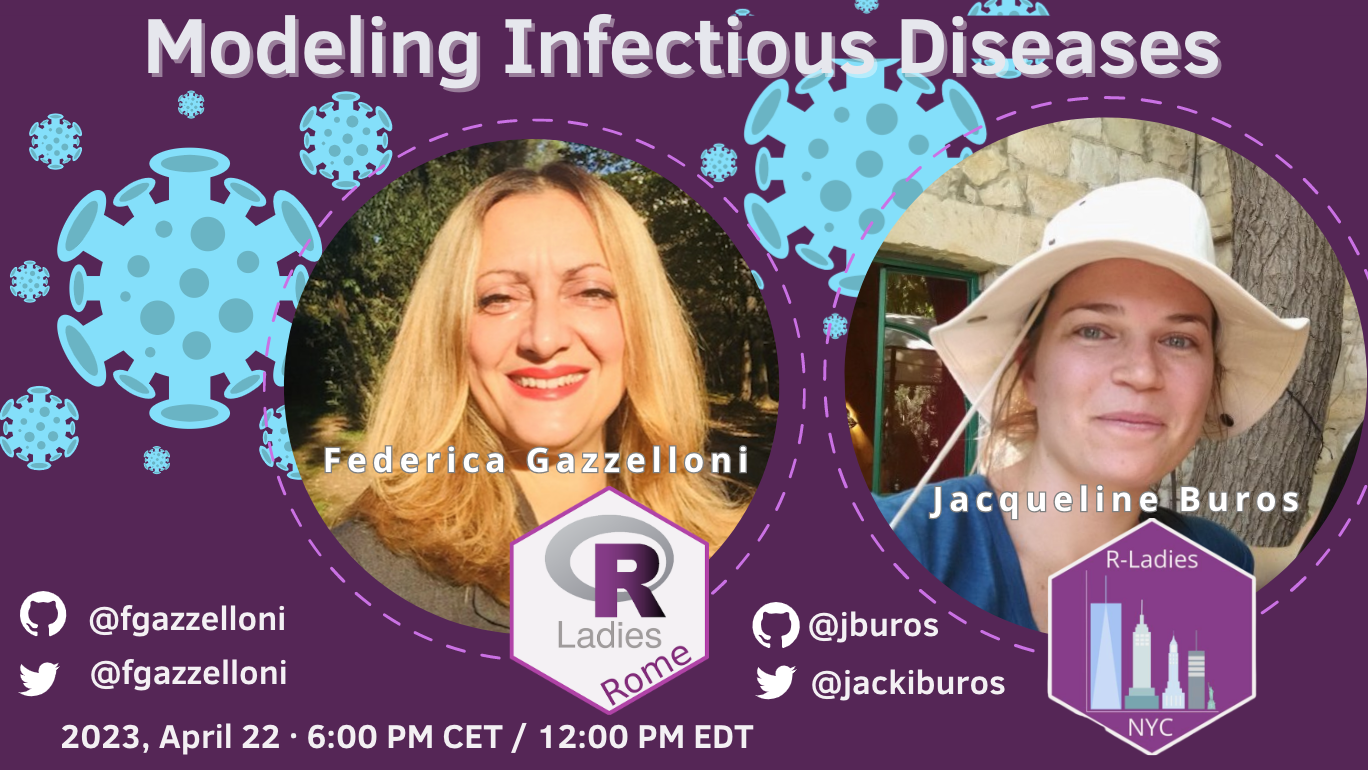 Modeling Infectious Diseases
Federica Gazzelloni
Jacqueline Buros
R
Ladies
Rome
R-Ladies
NYC
@fgazzelloni
@fgazzelloni
@jburos
@jackiburos
2023, April 22 · 6:00 PM CET / 12:00 PM EDT